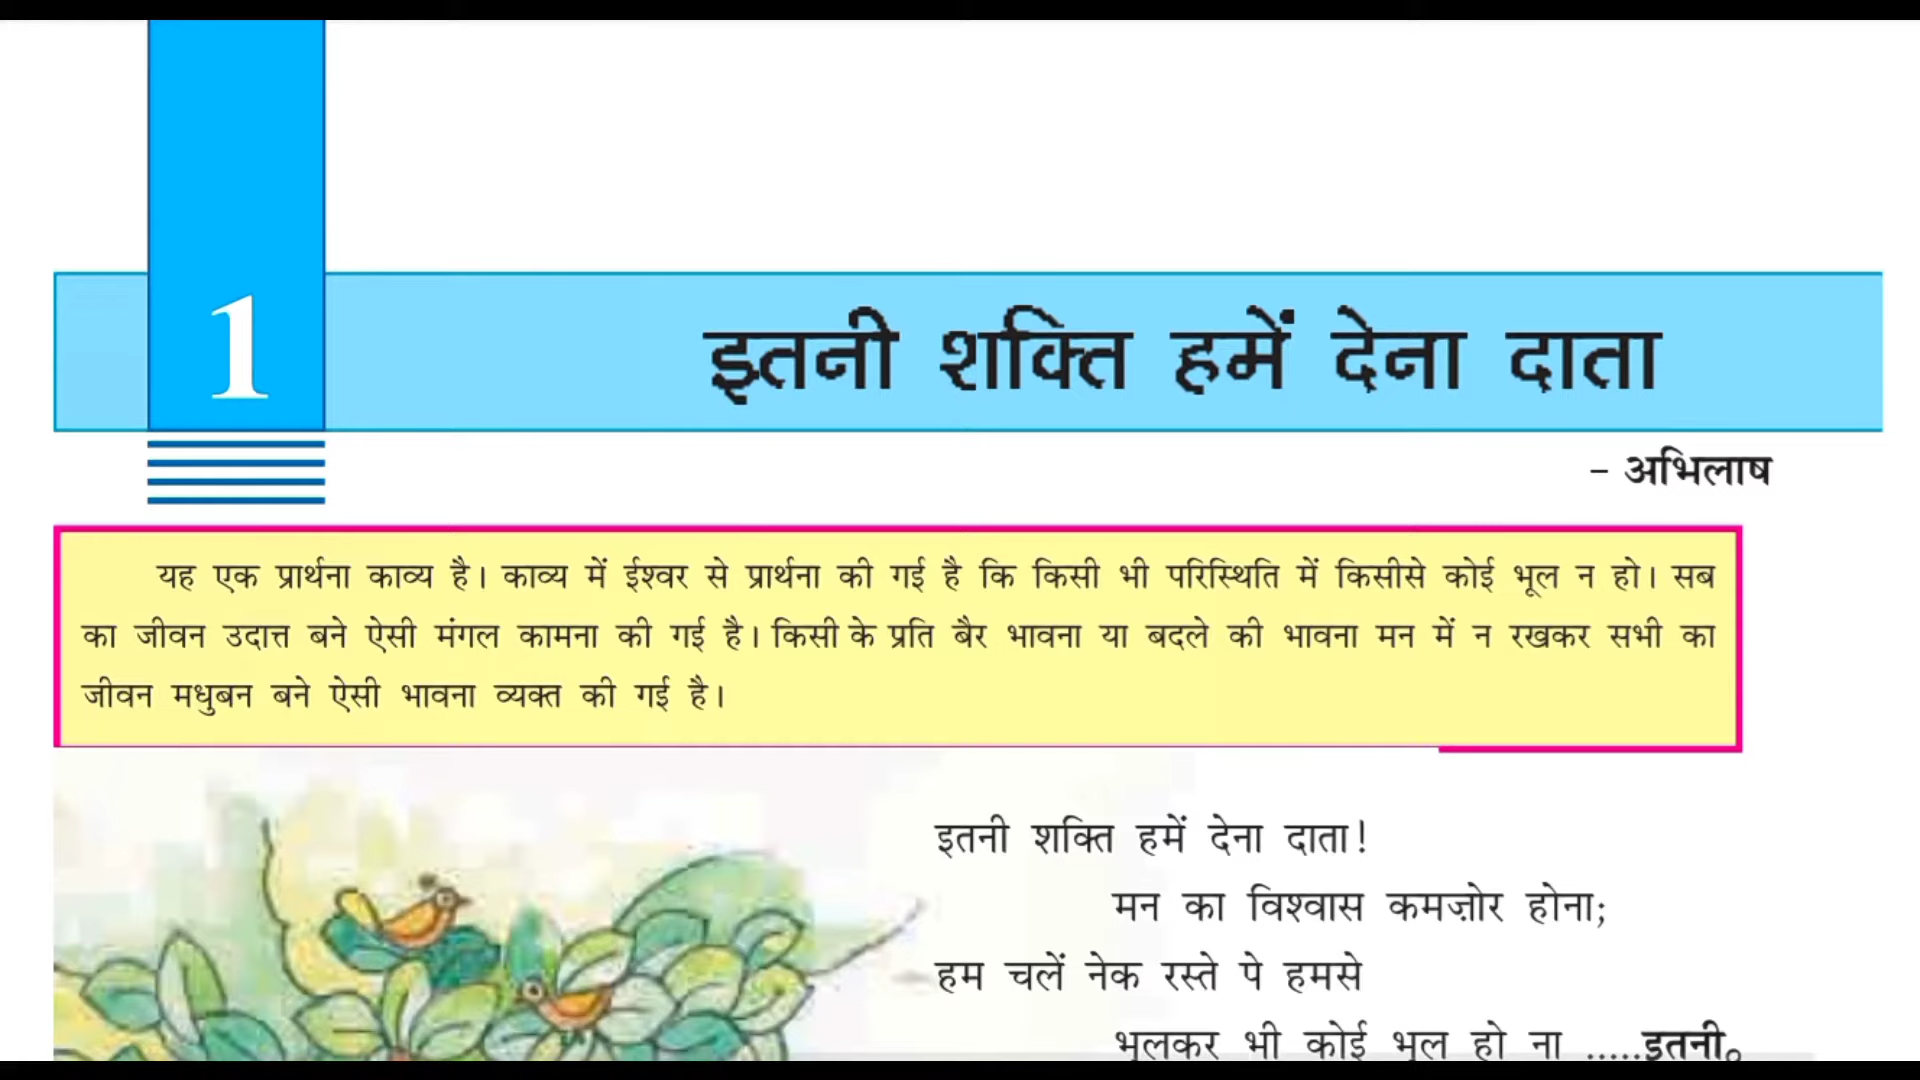 1
इतनी शक्ति हमें देना दाता
- अभिलाष
यह एक प्रार्थना काव्य है। काव्य में ईश्वर से प्रार्थना की गई है कि किसी भी परिस्थिति में किसीसे कोई भूल न हो। सब
का जीवन उदात्त बने ऐसी मंगल कामना की गई है। किसी के प्रति बैर भावना या बदले की भावना मन में न रखकर सभी का
जीवन मधुबन बने ऐसी भावना व्यक्त की गई है।
इतनी शक्ति हमें देना दाता!
मन का विश्वास कमज़ोर होना;
हम चलें नेक रस्ते पे हमसे
भूलकर भी कोई भूल हो ना .....इतनी०